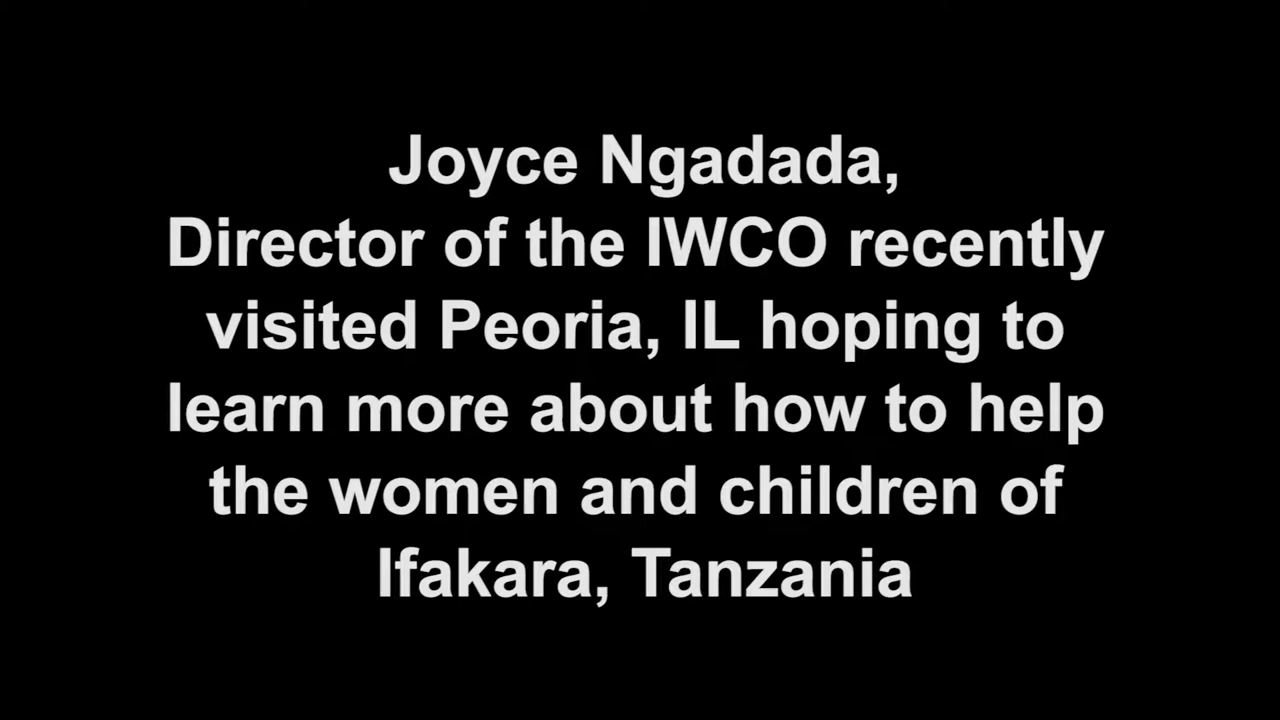 Joyce Ngadada,
Director of the IWCO recently
visited Peoria, IL hoping to
learn more about how to help
the women and children of
Ifakara, Tanzania